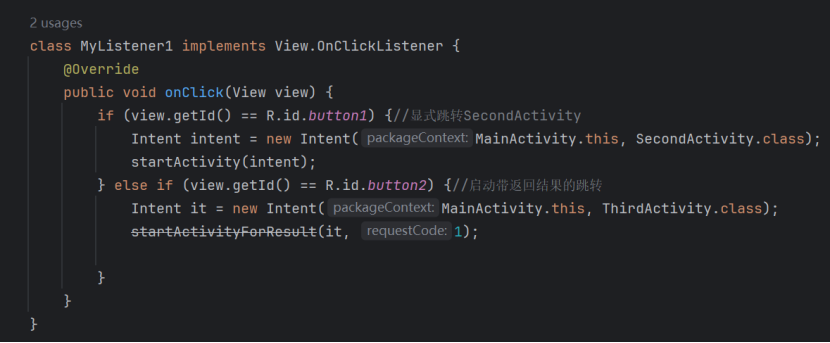 2 usages
class MyListener1 implements View.OnClickListener {
@Override
public void onClick(View view) {
if (view.getId() == R.id.button1) {//显式跳转SecondActivity
Intent intent = new Intent( packageContext: MainActivity.this, SecondActivity.class);
startActivity(intent);
} else if (view.getId() == R.id.button2) {//启动带返回结果的跳转
Intent it = new Intent( packageContext: MainActivity.this, ThirdActivity.class);
startActivityForResult(it, requestCode: 1);
}
}
}